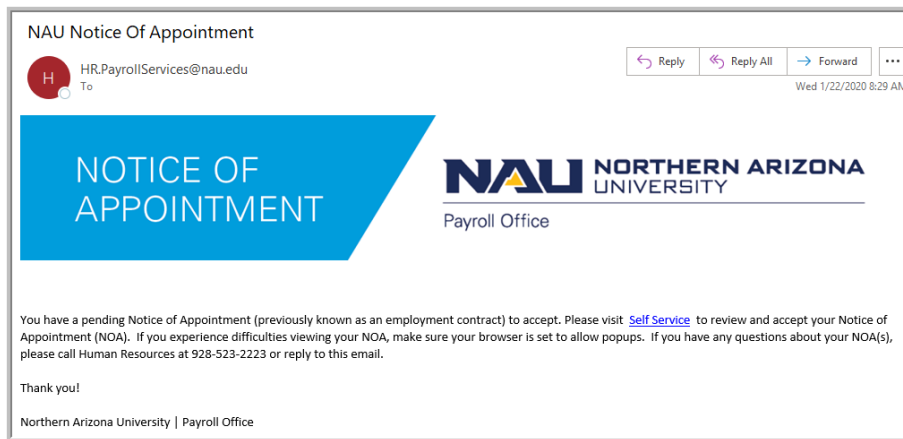 NAU Notice Of Appointment
H
HR.PayrollServices@nau.edu
To
Reply
Reply All
Forward
...
Wed 1/22/2020 8:29 AM
NOTICE OF
APPOINTMENT
NAU NORTHERN ARIZONA
UNIVERSITY
Payroll Office
You have a pending Notice of Appointment (previously known as an employment contract) to accept. Please visit Self Service to review and accept your Notice of
Appointment (NOA). If you experience difficulties viewing your NOA, make sure your browser is set to allow popups. If you have any questions about your NOA(s),
please call Human Resources at 928-523-2223 or reply to this email.
Thank you!
Northern Arizona University | Payroll Office